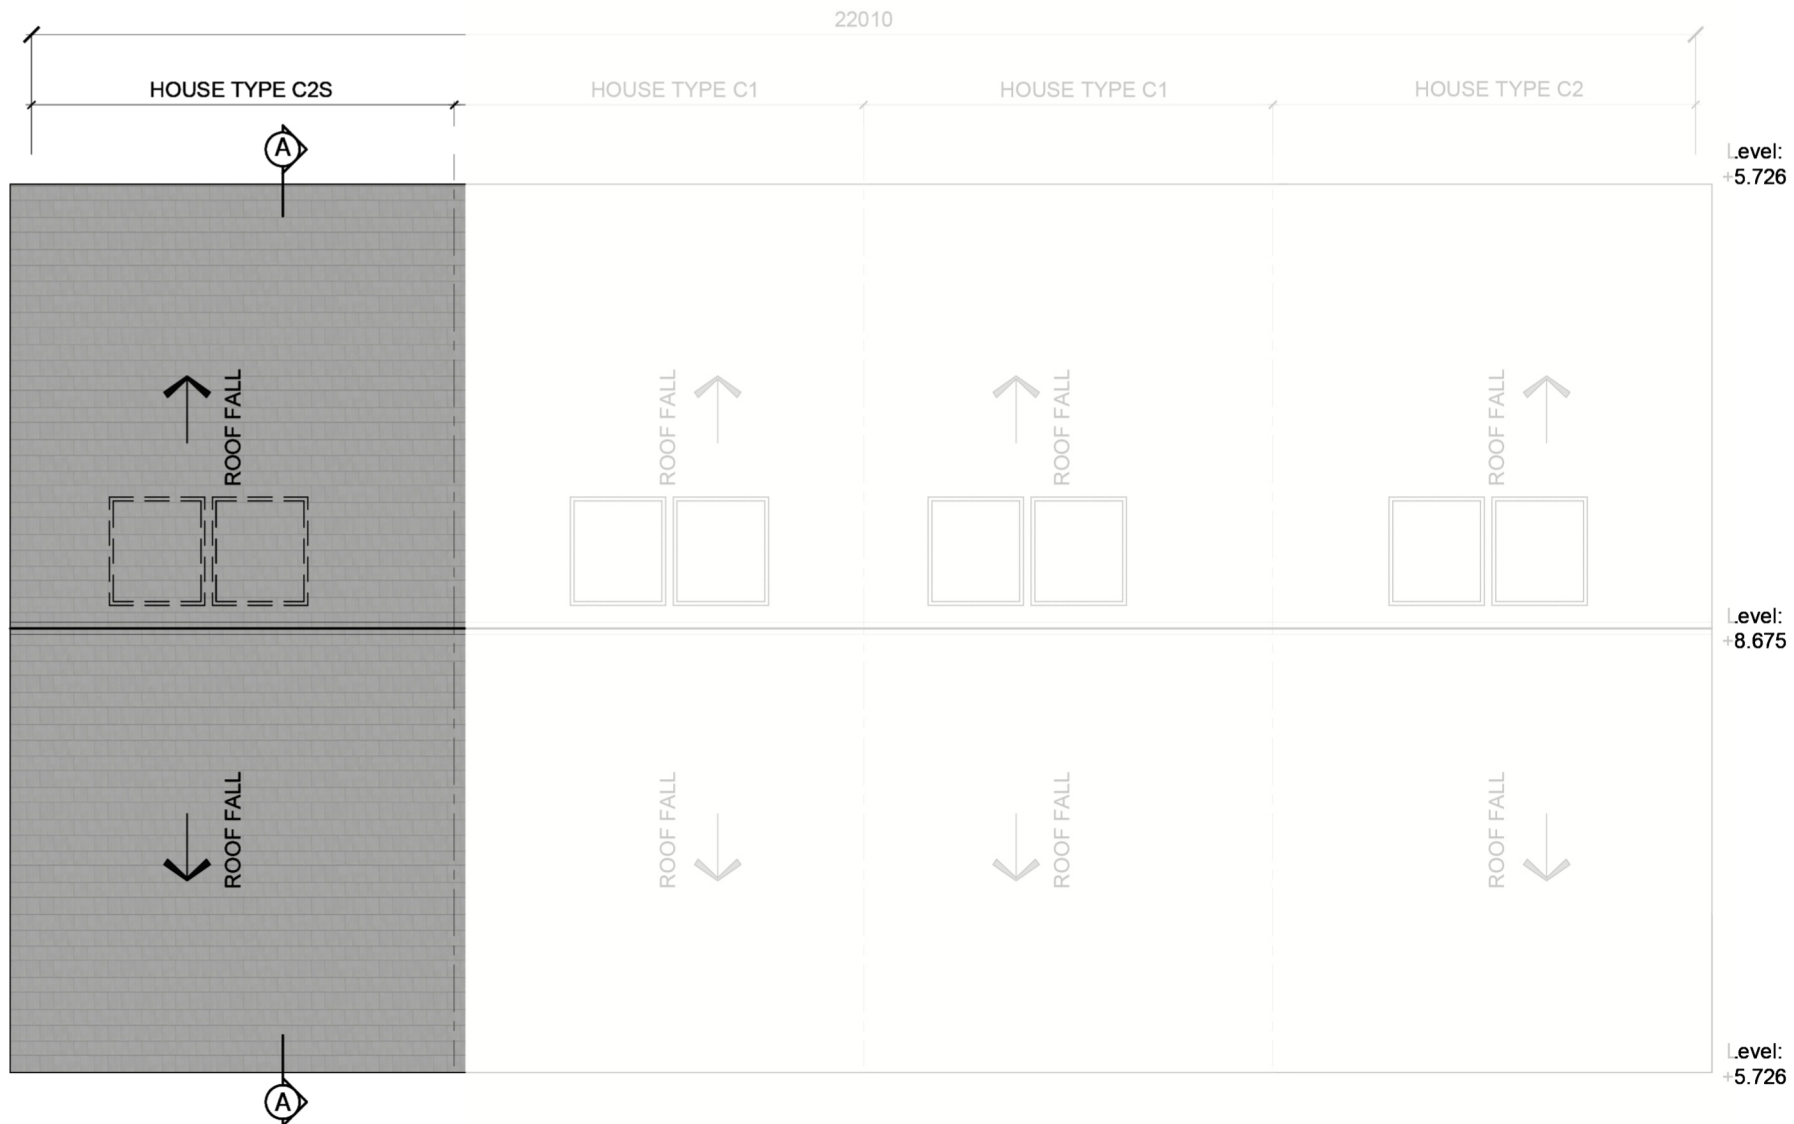 22010
HOUSE TYPE C2S
HOUSE TYPE C1
HOUSE TYPE C1
HOUSE TYPE C2
A
Level:
+5.726
ROOF FALL
ROOF FALL
ROOF FALL
ROOF FALL
Level:
+8.675
ROOF FALL
ROOF FALL
ROOF FALL
ROOF FALL
Level:
+5.726
A